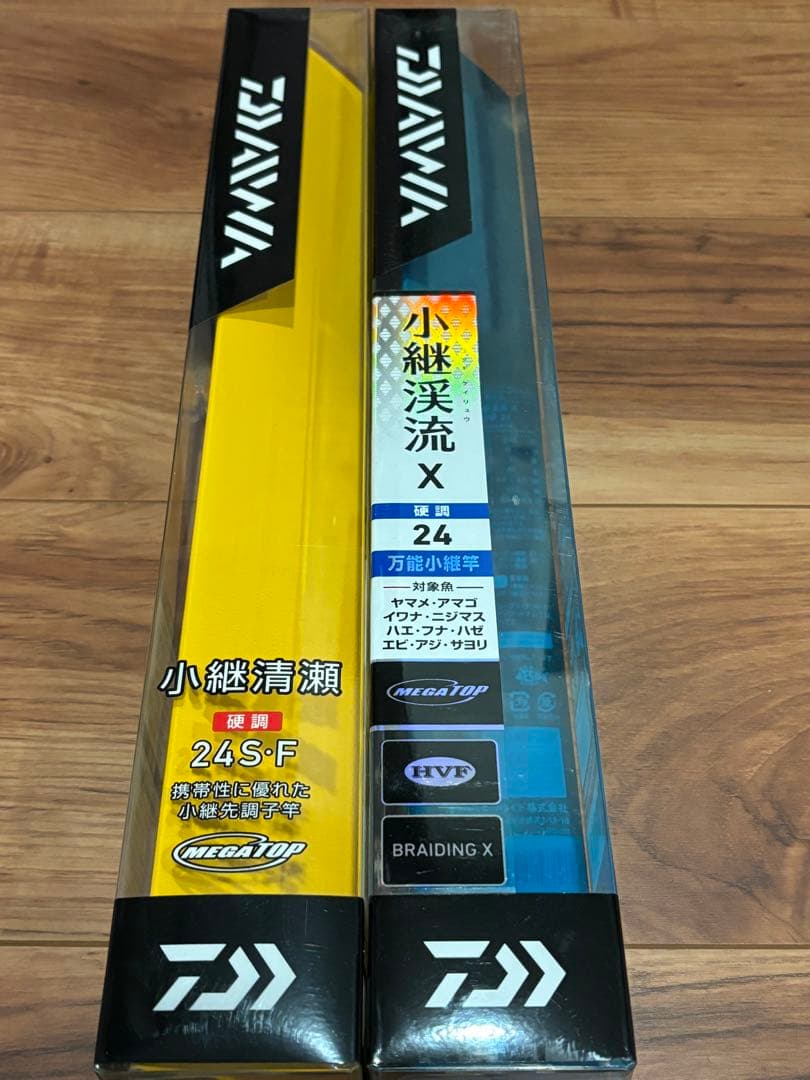 DAIWA
小継清瀬
硬調
24S・F
携帯性に優れた
小継先調子竿
MEGATOP
DAIWA
小継渓流
X
硬調
24
万能小継竿
対象魚
ヤマメ・アマゴ
イワナ・ニジマス
ハエ・フナ・ハゼ
エビ・アジ・サヨリ
MEGATOP
HVF
BRAIDING X